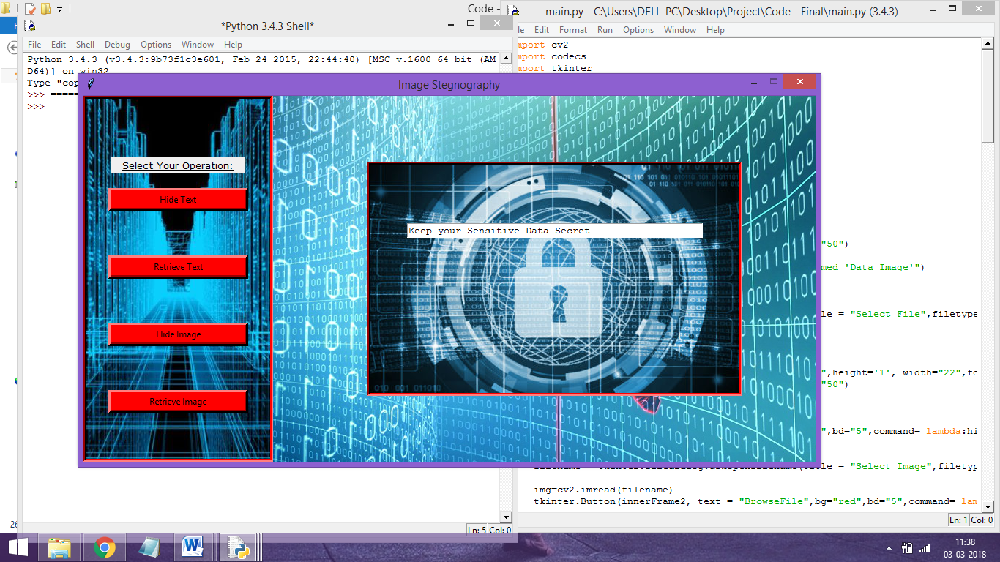 Code -
main.py - C:\Users\DELL-PC\Desktop\Project\Code - Final\main.py (3.4.3)
*Python 3.4.3 Shell*
File Edit Shell Debug Options Window Help
le Edit Format Run Options Window Help
Python 3.4.3 (v3.4.3:9b73f1c3e601, Feb 24 2015, 22:44:40) [MSC v.1600 64 bit (AM
D64)] on win32
Type "cop
>>> =====
>>>
mport cv2
mport codecs
mport tkinter
Image Stegnography
Select Your Operation:
Hide Text
Retrieve Text
Hide Image
Retrieve Image
Keep your Sensitive Data Secret
"50")
med 'Data Image'")
le = "Select File",filetype
",height='1', width="22",fo
"50")
",bd="5",command= lambda:hi
filename = tkinter.filedialog.askopenfilename(title = "Select Image",filetyp
img=cv2.imread(filename)
tkinter.Button(innerFrame2, text = "BrowseFile",bg="red",bd="5",command= lam
Ln: 1 Col: 0
Ln: 5 Col: 0
26
11:38
03-03-2018